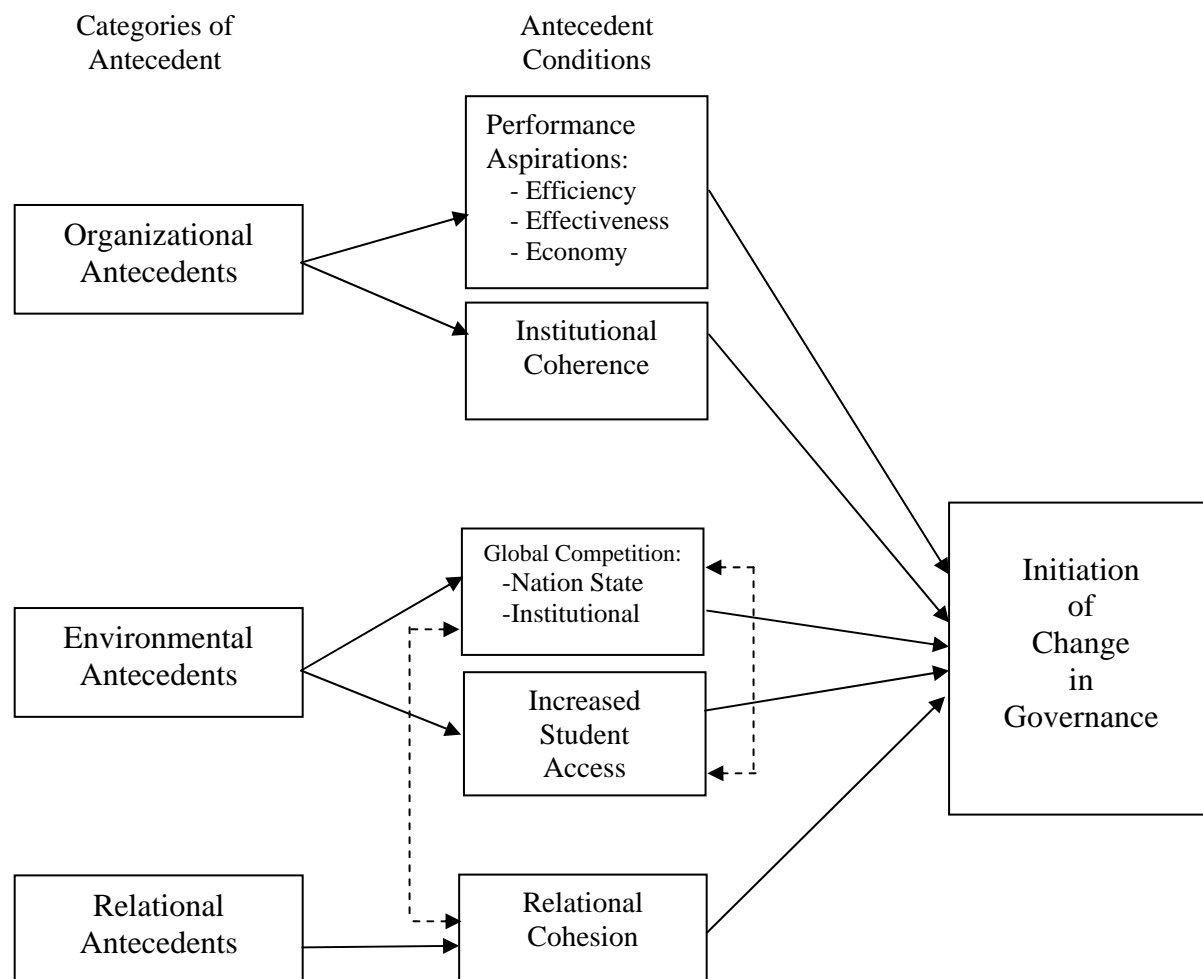 Categories of
Antecedent
Antecedent
Conditions
Performance
Aspirations:
- Efficiency
- Effectiveness
- Economy
Organizational
Antecedents
Institutional
Coherence
Global Competition:
-Nation State
-Institutional
Environmental
Antecedents
Increased
Student
Access
Initiation
of
Change
in
Governance
Relational
Antecedents
Relational
Cohesion